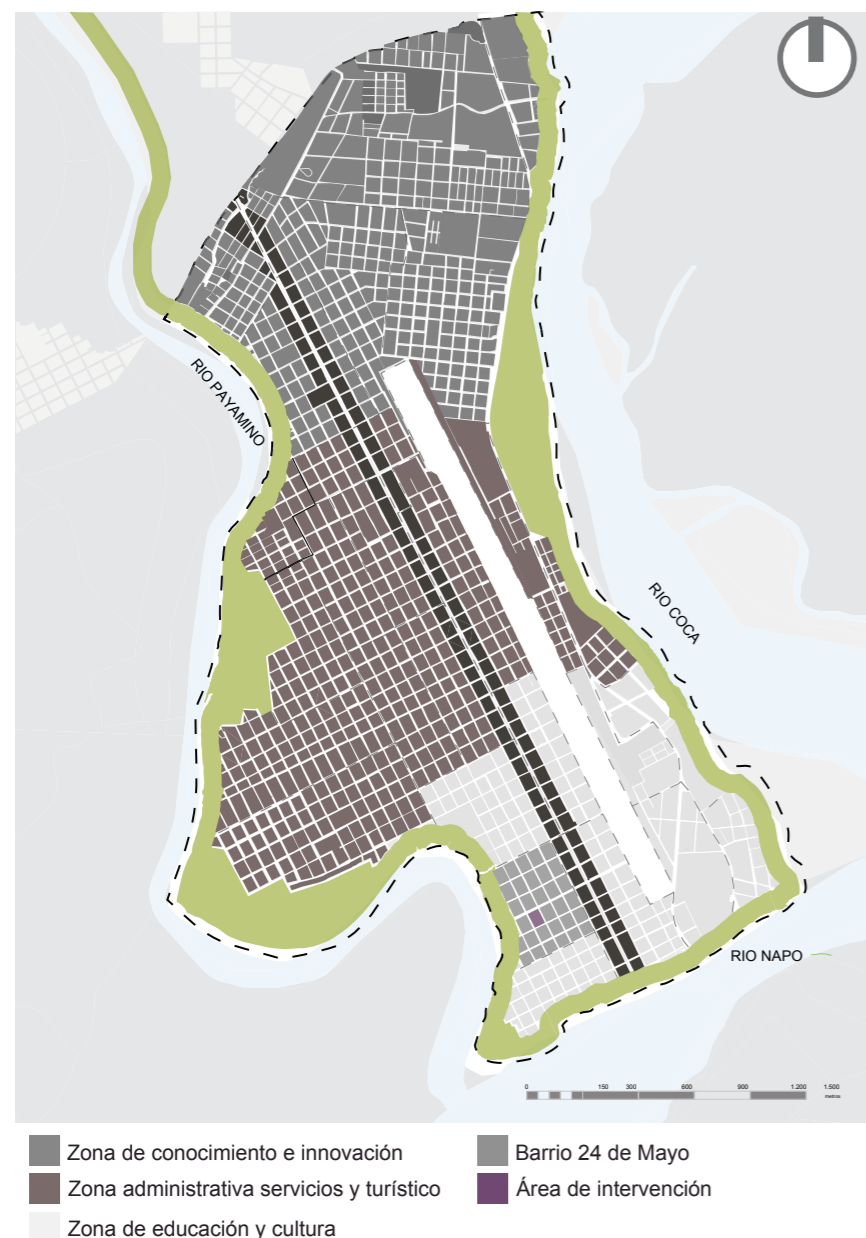 RIO PAYAMINO
RIO COCA
RIO NAPO
0 150 300 600 900 1.200 1.500
metros
Zona de conocimiento e innovación
Barrio 24 de Mayo
Zona administrativa servicios y turístico
Área de intervención
Zona de educación y cultura